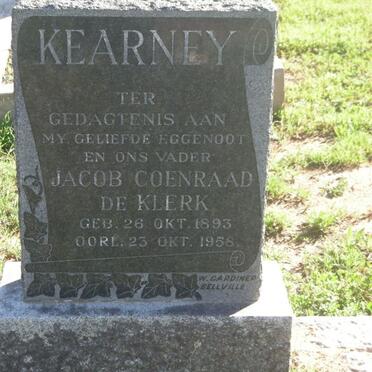 KEARNEY
TER
GEDAGTENIS AAN
MY GELIEFDE EGGENOOT
EN ONS VADER
JACOB COENRAAD
DE KLERK
GEB. 26 OKT. 1893
OORL. 23 OKT. 1958.
W. GARDINER
BELLVILLE